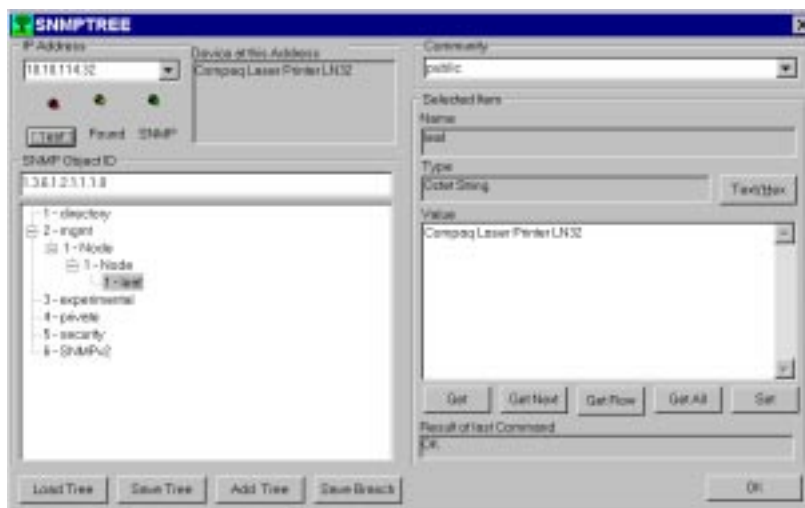 SNMPTREE
IP Address
Device at this Address
Compaq Laser Printer LN32
Test
Found
SNMP
SNMP Object ID
1.3.6.1.2.1.1.1.0
1 - directory
2 - mgmt
1 - Node
1 - Node
1 - leaf
3 - experimental
4 - private
5 - security
6 - SNMPv2
Load Tree
Save Tree
Add Tree
Save Branch
Community
public
Selected Item
Name
leaf
Type
Octet String
Text/Hex
Value
Compaq Laser Printer LN32
Get
Get Next
Get Row
Get All
Set
Result of last Command
OK
OK